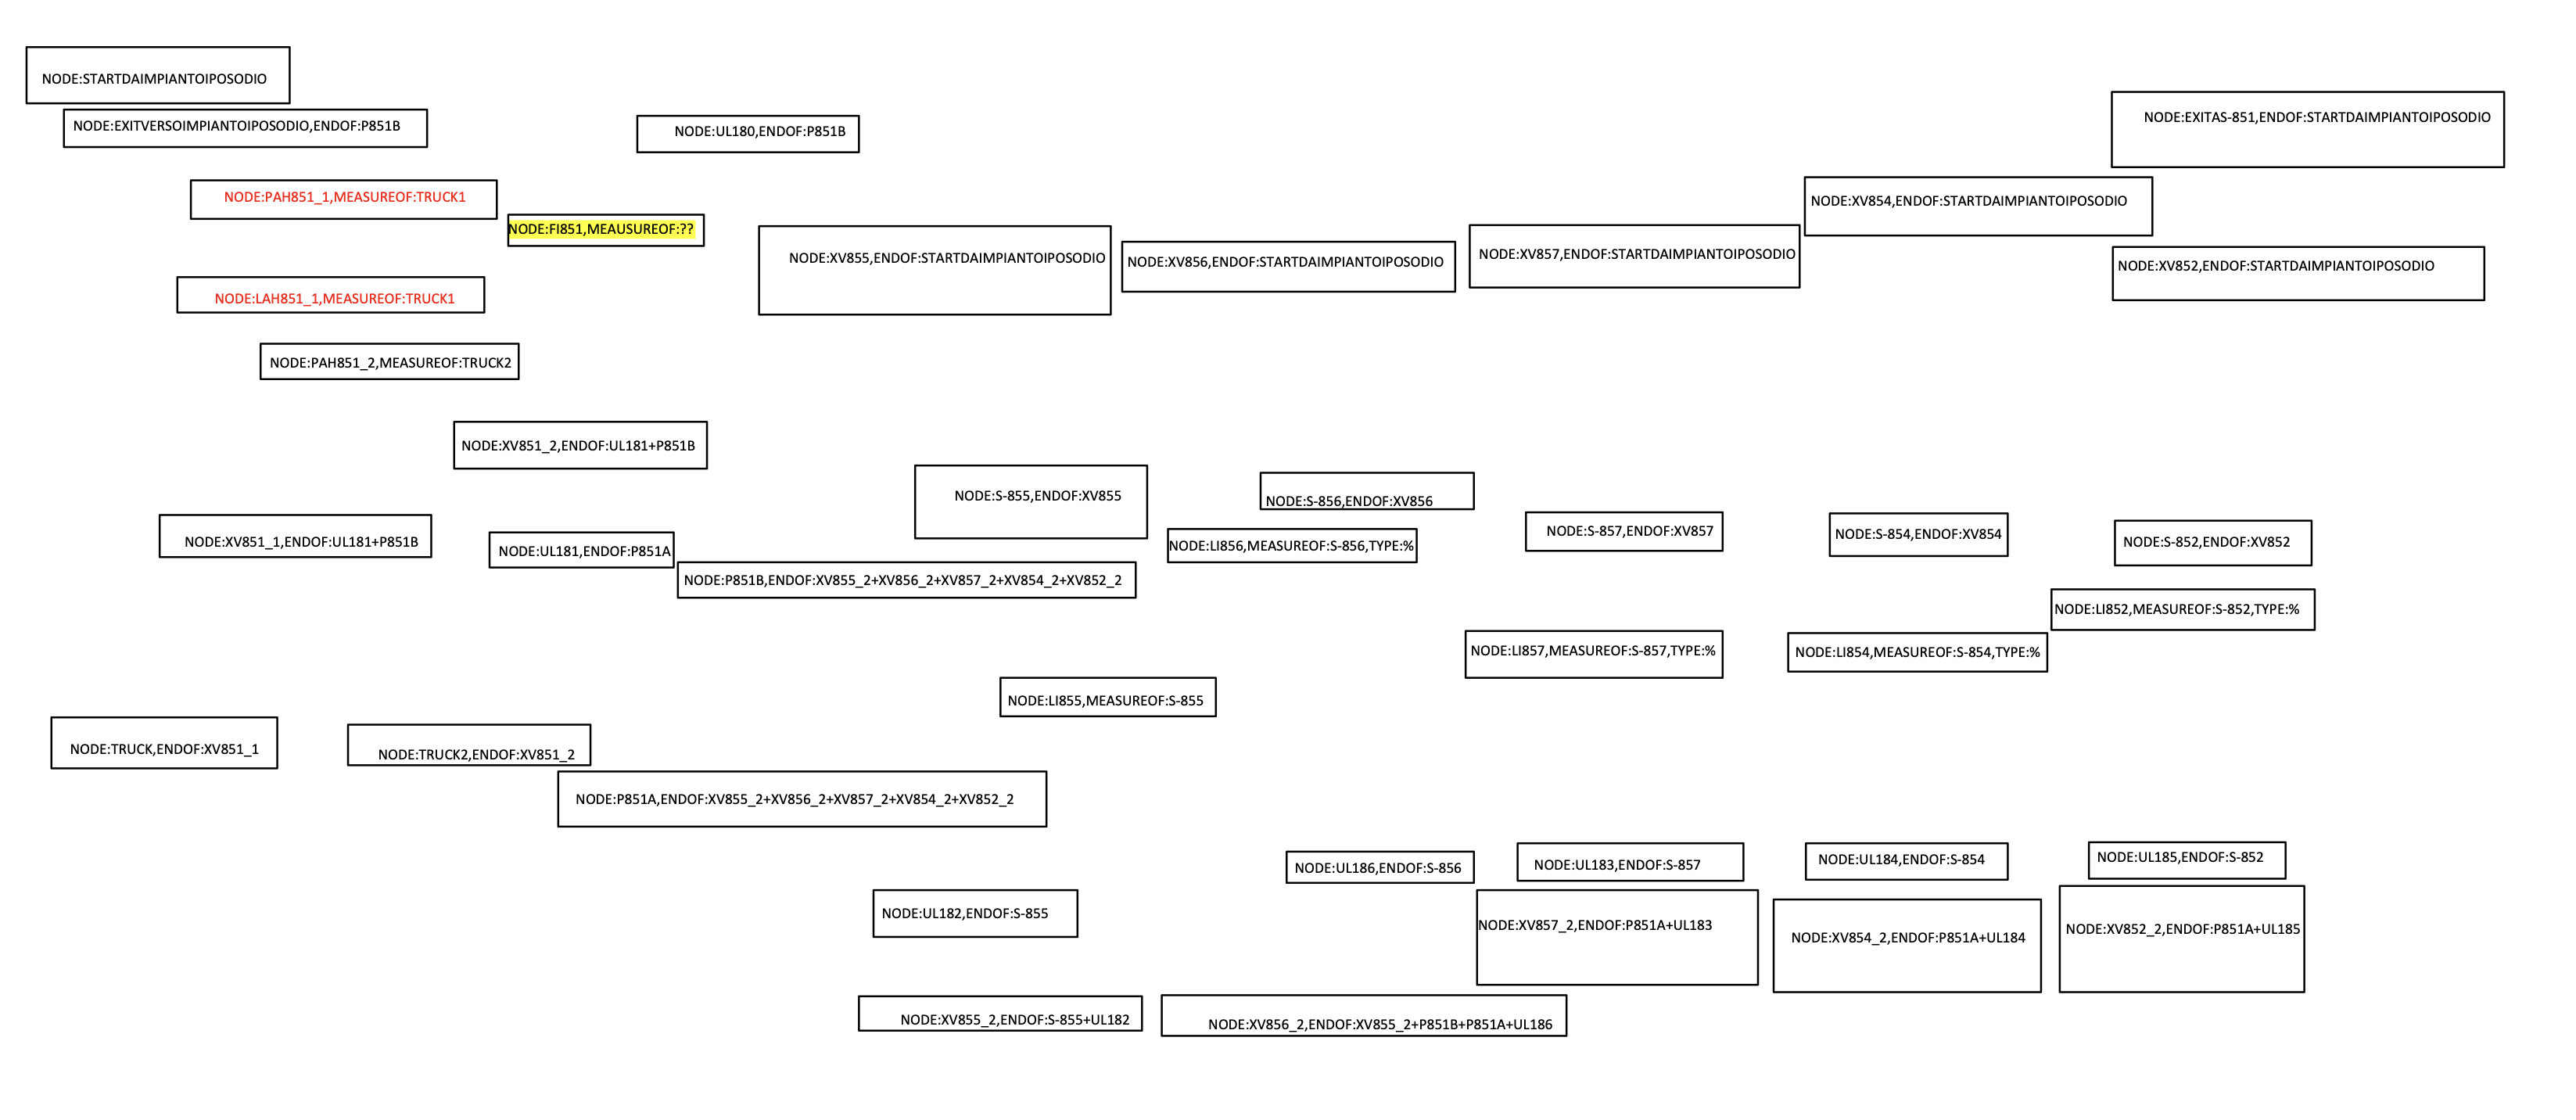 NODE:STARTDAIMPIANTOIPOSODIO
NODE:EXITVERSOIMPIANTOIPOSODIO,ENDOF:P851B
NODE:UL180,ENDOF:P851B
NODE:EXITAS-851,ENDOF:STARTDAIMPIANTOIPOSODIO
NODE:PAH851_1,MEASUREOF:TRUCK1
NODE:FI851,MEAUSUREOF:??
NODE:XV855,ENDOF:STARTDAIMPIANTOIPOSODIO
NODE:XV856,ENDOF:STARTDAIMPIANTOIPOSODIO
NODE:XV857,ENDOF:STARTDAIMPIANTOIPOSODIO
NODE:XV854,ENDOF:STARTDAIMPIANTOIPOSODIO
NODE:XV852,ENDOF:STARTDAIMPIANTOIPOSODIO
NODE:LAH851_1,MEASUREOF:TRUCK1
NODE:PAH851_2,MEASUREOF:TRUCK2
NODE:XV851_2,ENDOF:UL181+P851B
NODE:S-855,ENDOF:XV855
NODE:S-856,ENDOF:XV856
NODE:S-857,ENDOF:XV857
NODE:S-854,ENDOF:XV854
NODE:S-852,ENDOF:XV852
NODE:XV851_1,ENDOF:UL181+P851B
NODE:UL181,ENDOF:P851A
NODE:LI856,MEASUREOF:S-856,TYPE:%
NODE:P851B,ENDOF:XV855_2+XV856_2+XV857_2+XV854_2+XV852_2
NODE:LI852,MEASUREOF:S-852,TYPE:%
NODE:LI857,MEASUREOF:S-857,TYPE:%
NODE:LI854,MEASUREOF:S-854,TYPE:%
NODE:LI855,MEASUREOF:S-855
NODE:TRUCK,ENDOF:XV851_1
NODE:TRUCK2,ENDOF:XV851_2
NODE:P851A,ENDOF:XV855_2+XV856_2+XV857_2+XV854_2+XV852_2
NODE:UL186,ENDOF:S-856
NODE:UL183,ENDOF:S-857
NODE:UL184,ENDOF:S-854
NODE:UL185,ENDOF:S-852
NODE:UL182,ENDOF:S-855
NODE:XV857_2,ENDOF:P851A+UL183
NODE:XV854_2,ENDOF:P851A+UL184
NODE:XV852_2,ENDOF:P851A+UL185
NODE:XV855_2,ENDOF:S-855+UL182
NODE:XV856_2,ENDOF:XV855_2+P851B+P851A+UL186